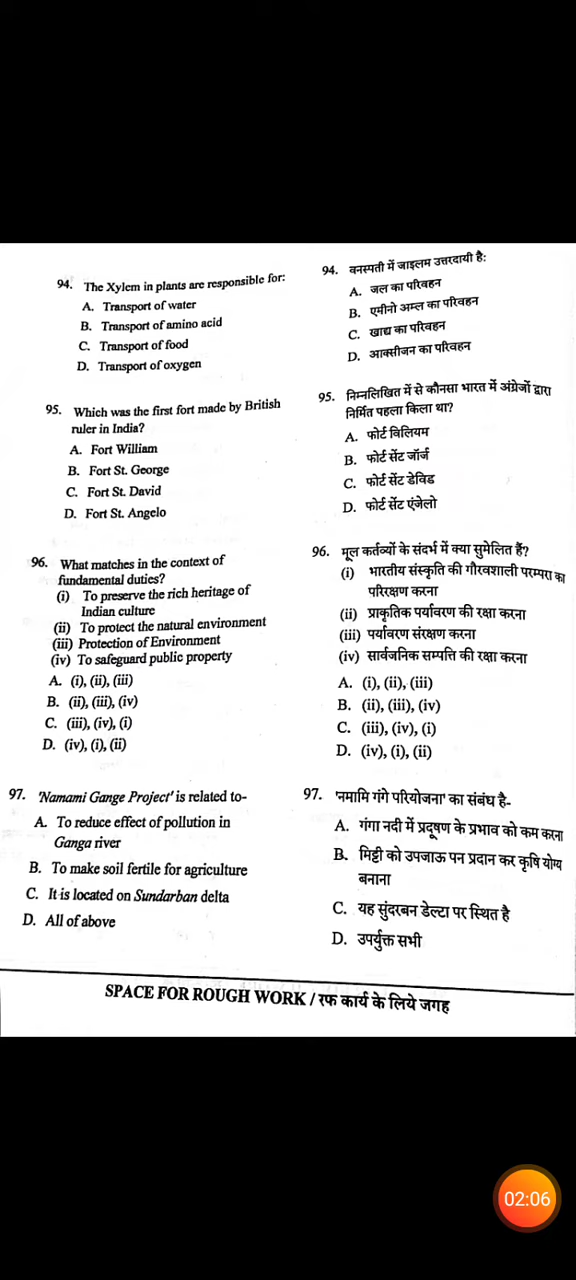 94. The Xylem in plants are responsible for:
A. Transport of water
B. Transport of amino acid
C. Transport of food
D. Transport of oxygen
95. Which was the first fort made by British
ruler in India?
A. Fort William
B. Fort St. George
C. Fort St. David
D. Fort St. Angelo
96. What matches in the context of
fundamental duties?
(i) To preserve the rich heritage of
Indian culture
(ii) To protect the natural environment
(iii) Protection of Environment
(iv) To safeguard public property
A. (i), (ii), (iii)
B. (ii), (iii), (iv)
C. (iii), (iv), (i)
D. (iv), (i), (ii)
97. 'Namami Gange Project' is related to-
A. To reduce effect of pollution in
Ganga river
B. To make soil fertile for agriculture
C. It is located on Sundarban delta
D. All of above
94. वनस्पती में जाइलम उत्तरदायी है:
A. जल का परिवहन
B. एमीनो अम्ल का परिवहन
C. खाद्य का परिवहन
D. आक्सीजन का परिवहन
95. निम्नलिखित में से कौनसा भारत में अंग्रेजों द्वारा
निर्मित पहला किला था?
A. फोर्ट विलियम
B. फोर्ट सेंट जॉर्ज
C. फोर्ट सेंट डेविड
D. फोर्ट सेंट एंजेलो
96. मूल कर्तव्यों के संदर्भ में क्या सुमेलित हैं?
(i) भारतीय संस्कृति की गौरवशाली परम्परा का
परिरक्षण करना
(ii) प्राकृतिक पर्यावरण की रक्षा करना
(iii) पर्यावरण संरक्षण करना
(iv) सार्वजनिक सम्पत्ति की रक्षा करना
A. (i), (ii), (iii)
B. (ii), (iii), (iv)
C. (iii), (iv), (i)
D. (iv), (i), (ii)
97. 'नमामि गंगे परियोजना' का संबंध है-
A. गंगा नदी में प्रदूषण के प्रभाव को कम करना
B. मिट्टी को उपजाऊ पन प्रदान कर कृषि योग्य
बनाना
C. यह सुंदरबन डेल्टा पर स्थित है
D. उपर्युक्त सभी
SPACE FOR ROUGH WORK / रफ कार्य के लिये जगह
02:06